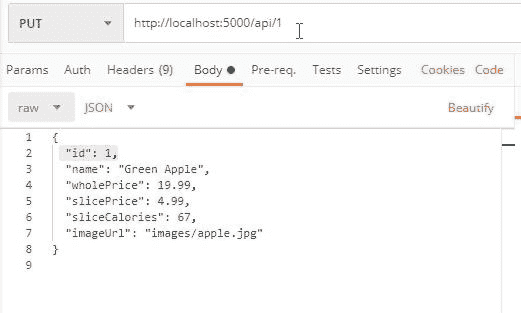 PUT http://localhost:5000/api/1
Params Auth Headers (9) Body Pre-req. Tests Settings Cookies Code
raw JSON Beautify
1 {
2 "id": 1,
3 "name": "Green Apple",
4 "wholePrice": 19.99,
5 "slicePrice": 4.99,
6 "sliceCalories": 67,
7 "imageUrl": "images/apple.jpg"
8 }
9